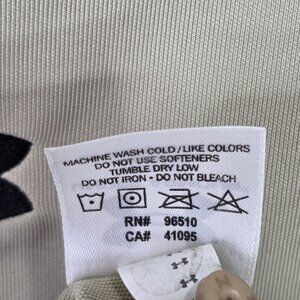 MACHINE WASH COLD / LIKE COLORS
DO NOT USE SOFTENERS
TUMBLE DRY LOW
DO NOT IRON - DO NOT BLEACH
RN# 96510
CA# 41095